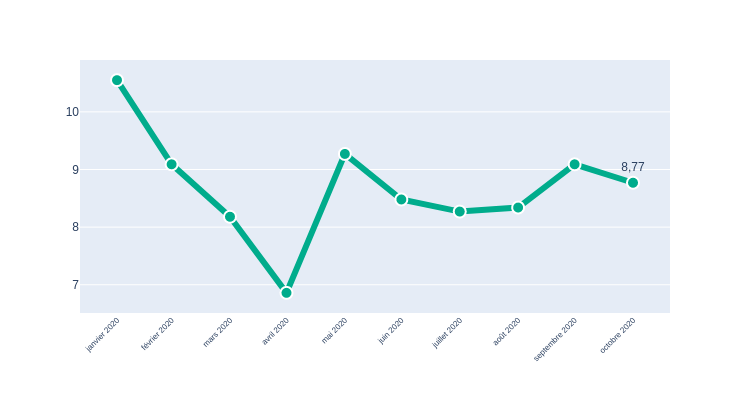 10
9
8
7
8,77
janvier 2020
février 2020
mars 2020
avril 2020
mai 2020
juin 2020
juillet 2020
août 2020
septembre 2020
octobre 2020